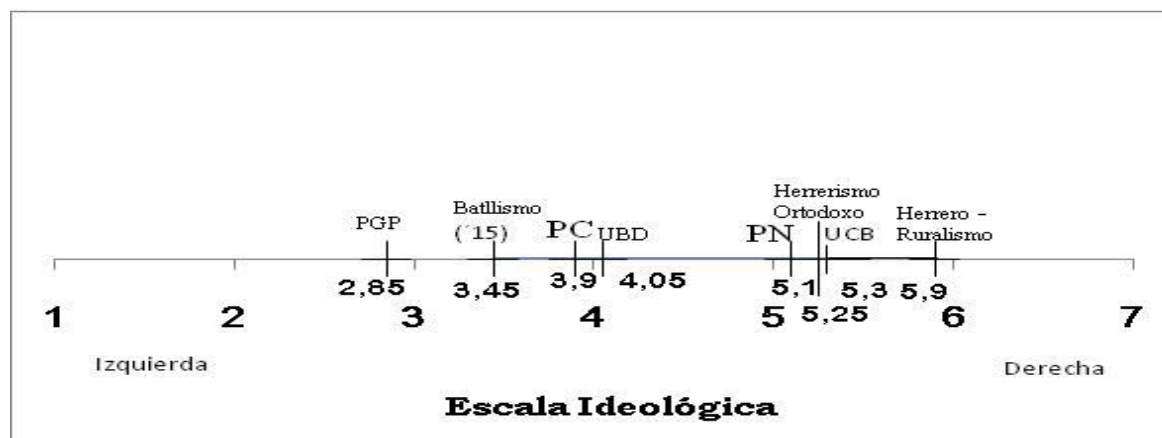 Herrerismo
Ortodoxo
Batllismo
(´15)
PGP
PC
UBD
PN
UCB
Herrero -
Ruralismo
2,85
3,45
3,9
4,05
5,1
5,25
5,3
5,9
1 2 3 4 5 6 7
Izquierda
Derecha
Escala Ideológica